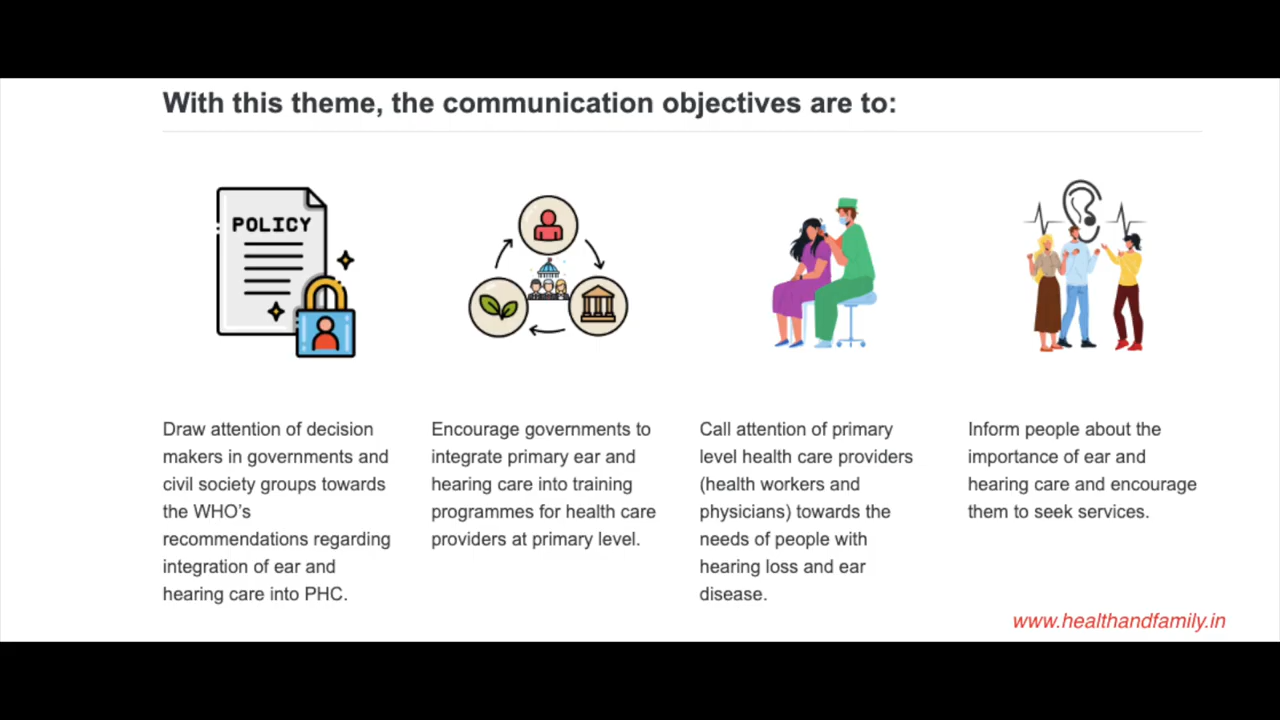 With this theme, the communication objectives are to:
POLICY
Draw attention of decision
makers in governments and
civil society groups towards
the WHO’s
recommendations regarding
integration of ear and
hearing care into PHC.
Encourage governments to
integrate primary ear and
hearing care into training
programmes for health care
providers at primary level.
Call attention of primary
level health care providers
(health workers and
physicians) towards the
needs of people with
hearing loss and ear
disease.
Inform people about the
importance of ear and
hearing care and encourage
them to seek services.
www.healthandfamily.in